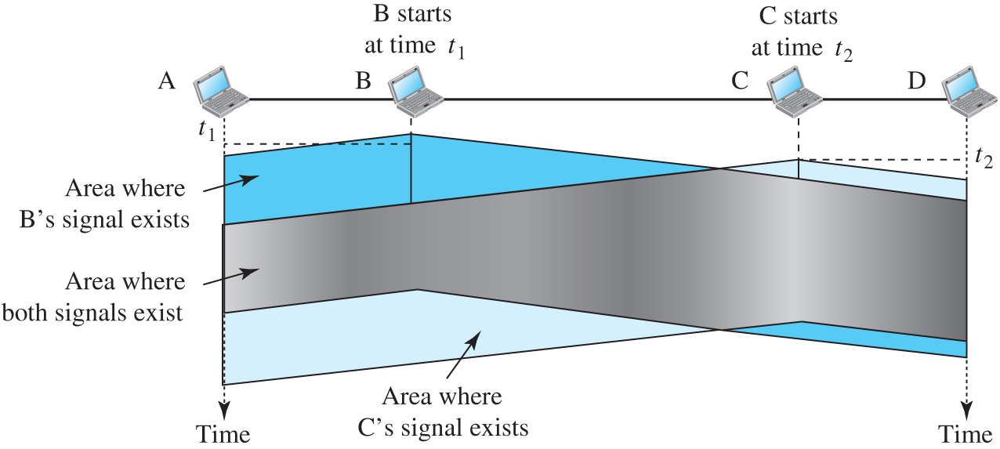 B starts
at time t1
C starts
at time t2
A
B
C
D
t1
t2
Area where
B’s signal exists
Area where
both signals exist
Area where
C’s signal exists
Time
Time